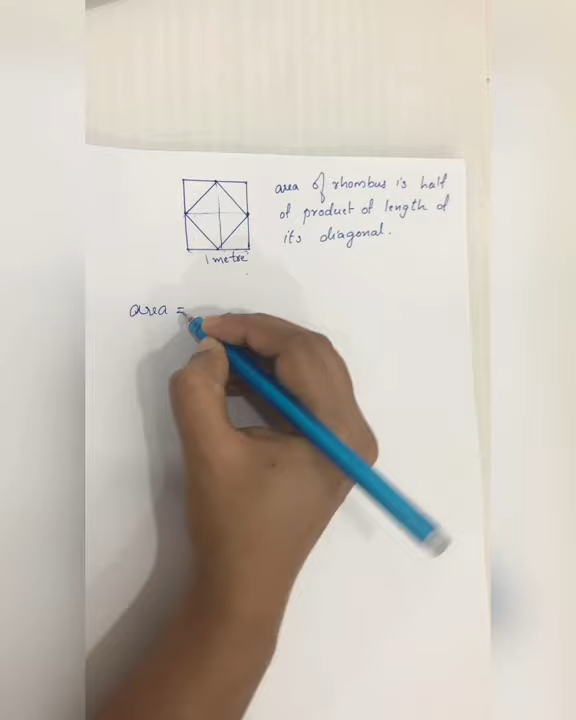 area of rhombus is half
of product of length of
its diagonal.
1 metre
area =